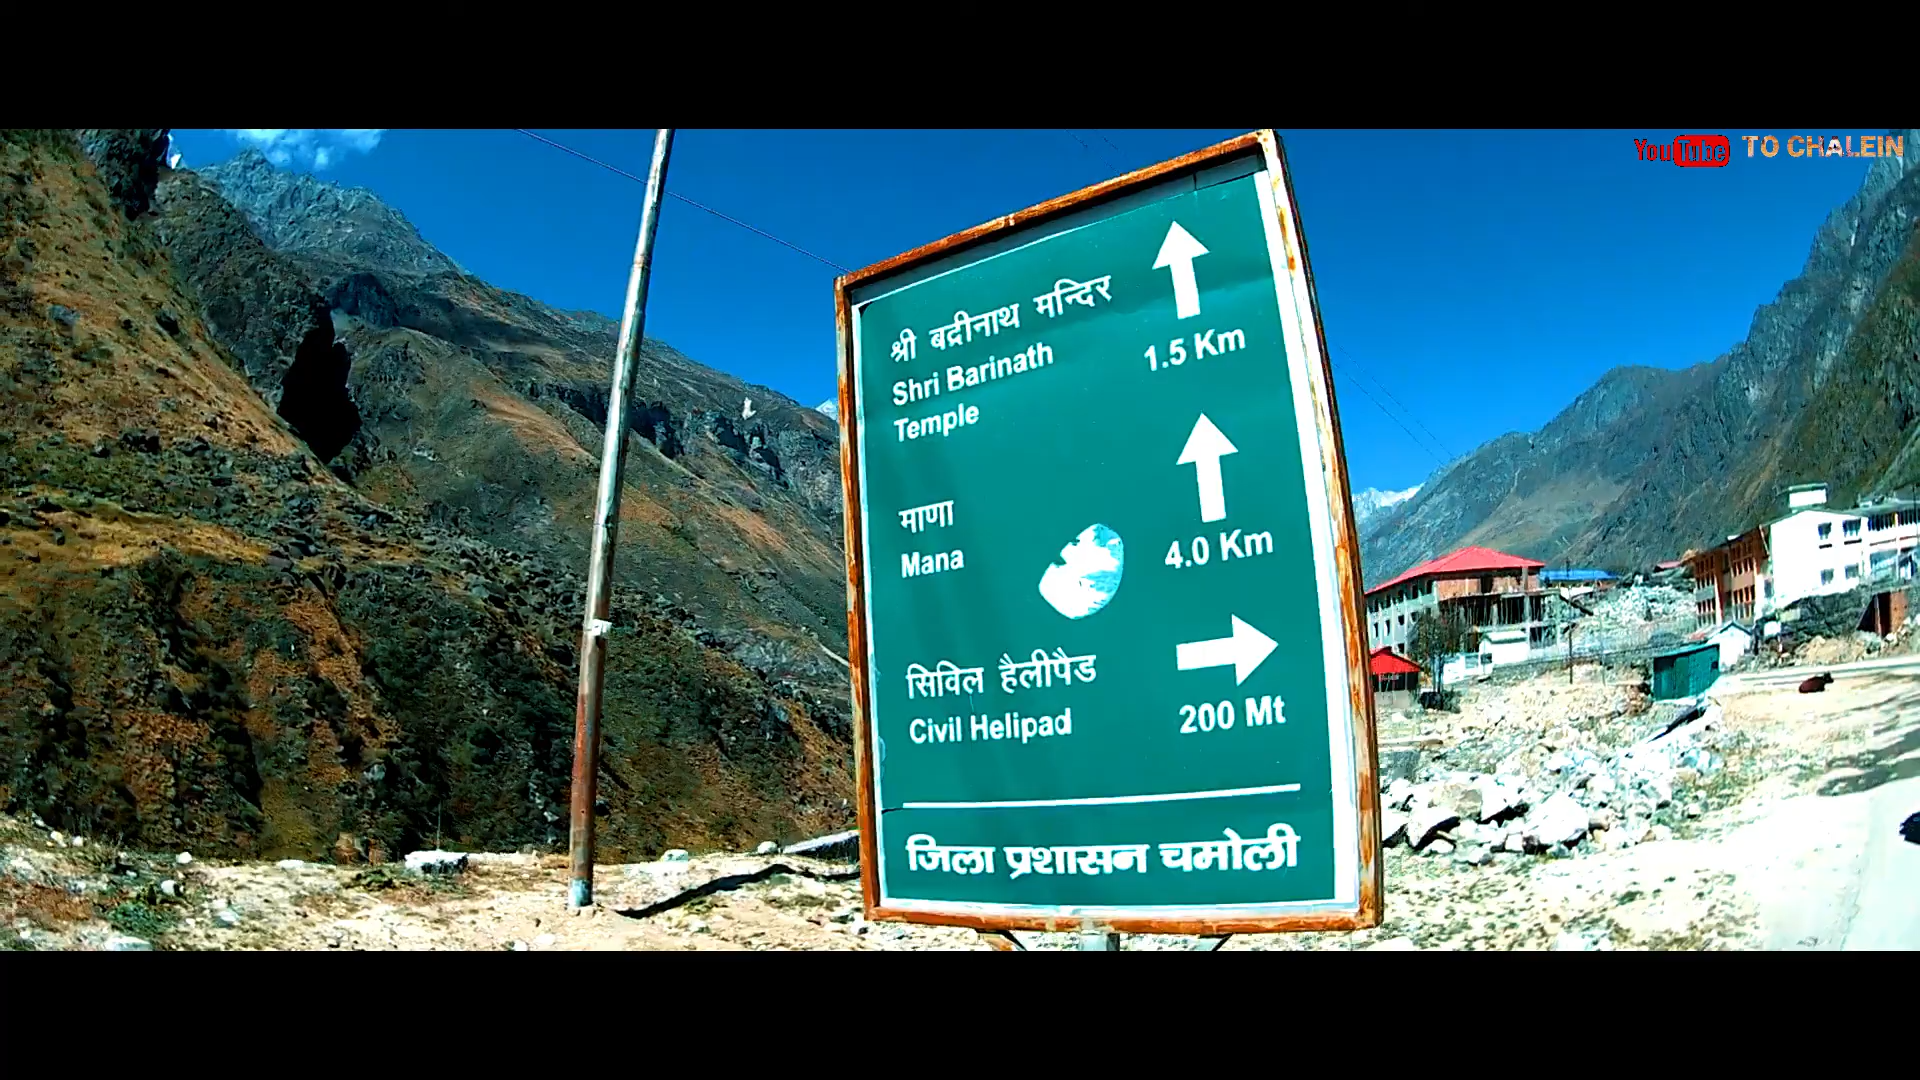 YouTube TO CHALEIN
श्री बद्रीनाथ मन्दिर
Shri Barinath
Temple
1.5 Km
माणा
Mana
4.0 Km
सिविल हैलीपैड
Civil Helipad
200 Mt
जिला प्रशासन चमोली